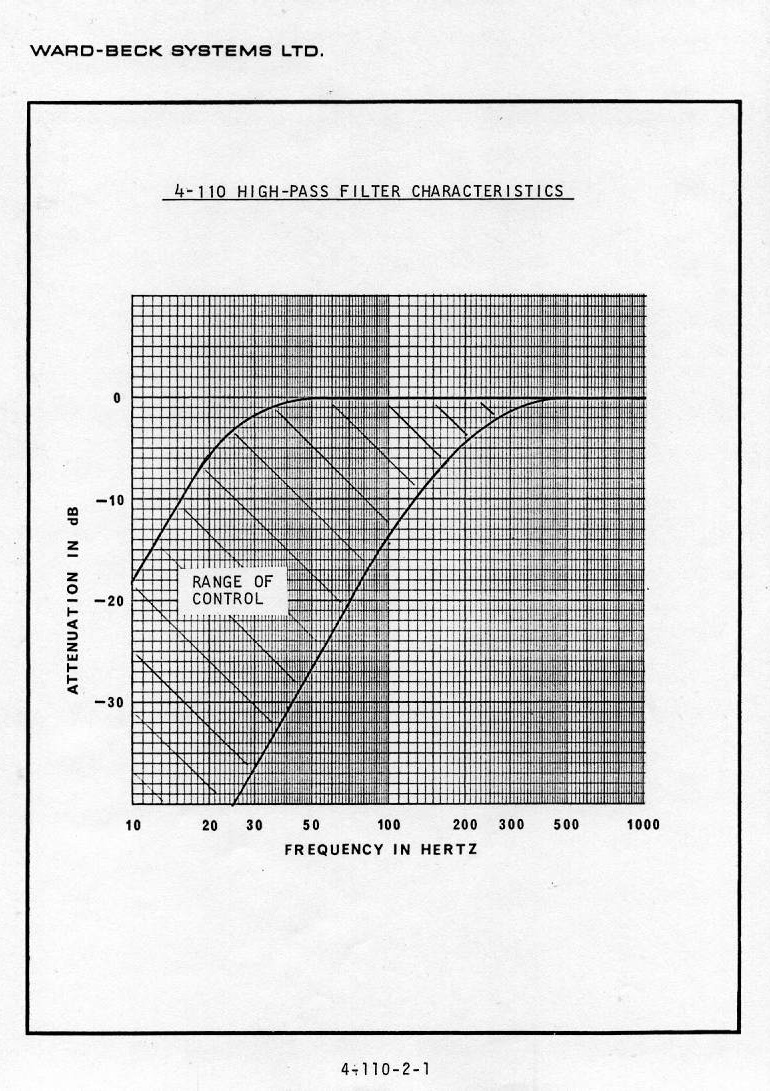 WARD-BECK SYSTEMS LTD.
4-110 HIGH-PASS FILTER CHARACTERISTICS
0
-10
-20
-30
ATTENUATION IN dB
RANGE OF
CONTROL
10 20 30 50 100 200 300 500 1000
FREQUENCY IN HERTZ
4-110-2-1